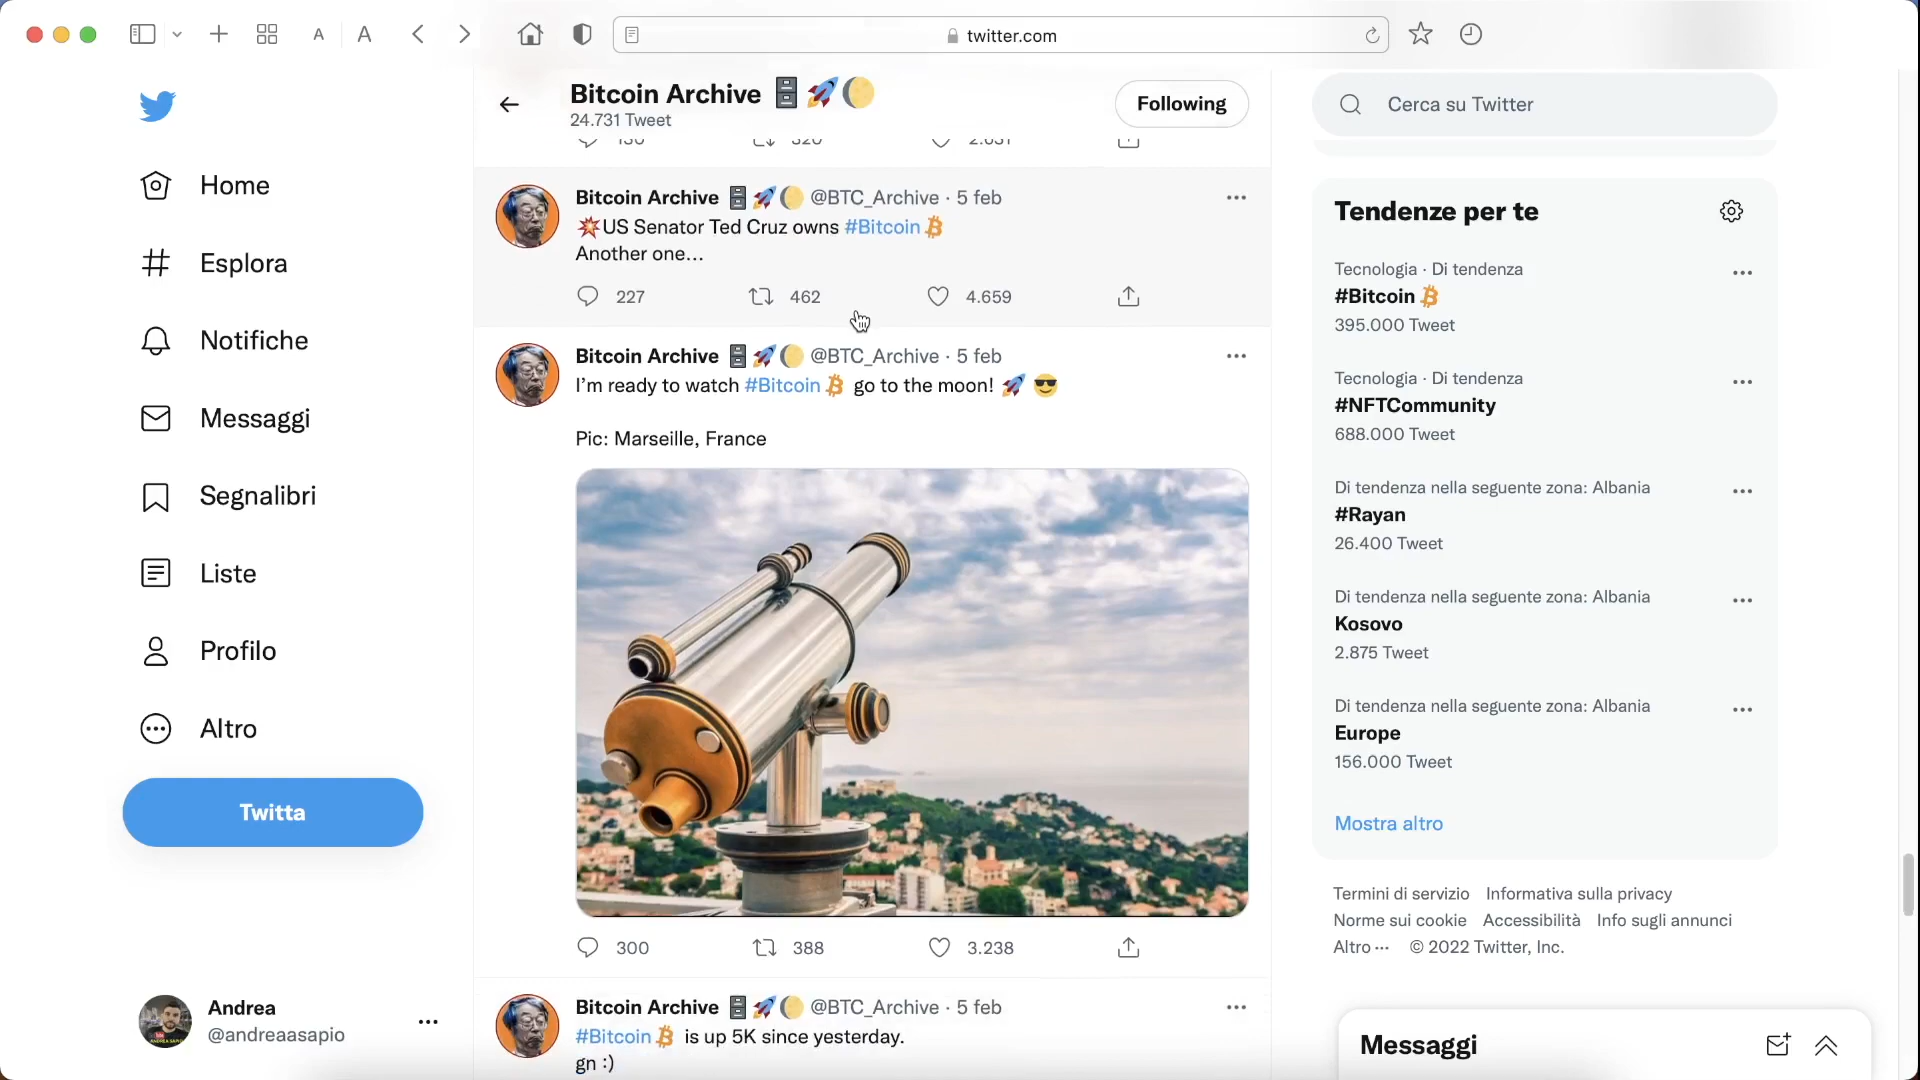 A A twitter.com
Bitcoin Archive 🗄️🚀🌔
24.731 Tweet
Following
Cerca su Twitter
Home
Esplora
Notifiche
Messaggi
Segnalibri
Liste
Profilo
Altro
Twitta
Andrea
@andreaasapio
Bitcoin Archive 🗄️🚀🌔 @BTC_Archive · 5 feb
💥US Senator Ted Cruz owns #Bitcoin
Another one…
227 462 4.659
Bitcoin Archive 🗄️🚀🌔 @BTC_Archive · 5 feb
I’m ready to watch #Bitcoin go to the moon! 🚀 😎
Pic: Marseille, France
300 388 3.238
Bitcoin Archive 🗄️🚀🌔 @BTC_Archive · 5 feb
#Bitcoin is up 5K since yesterday.
gn :)
Tendenze per te
Tecnologia · Di tendenza
#Bitcoin
395.000 Tweet
Tecnologia · Di tendenza
#NFTCommunity
688.000 Tweet
Di tendenza nella seguente zona: Albania
#Rayan
26.400 Tweet
Di tendenza nella seguente zona: Albania
Kosovo
2.875 Tweet
Di tendenza nella seguente zona: Albania
Europe
156.000 Tweet
Mostra altro
Termini di servizio Informativa sulla privacy
Norme sui cookie Accessibilità Info sugli annunci
Altro ··· © 2022 Twitter, Inc.
Messaggi